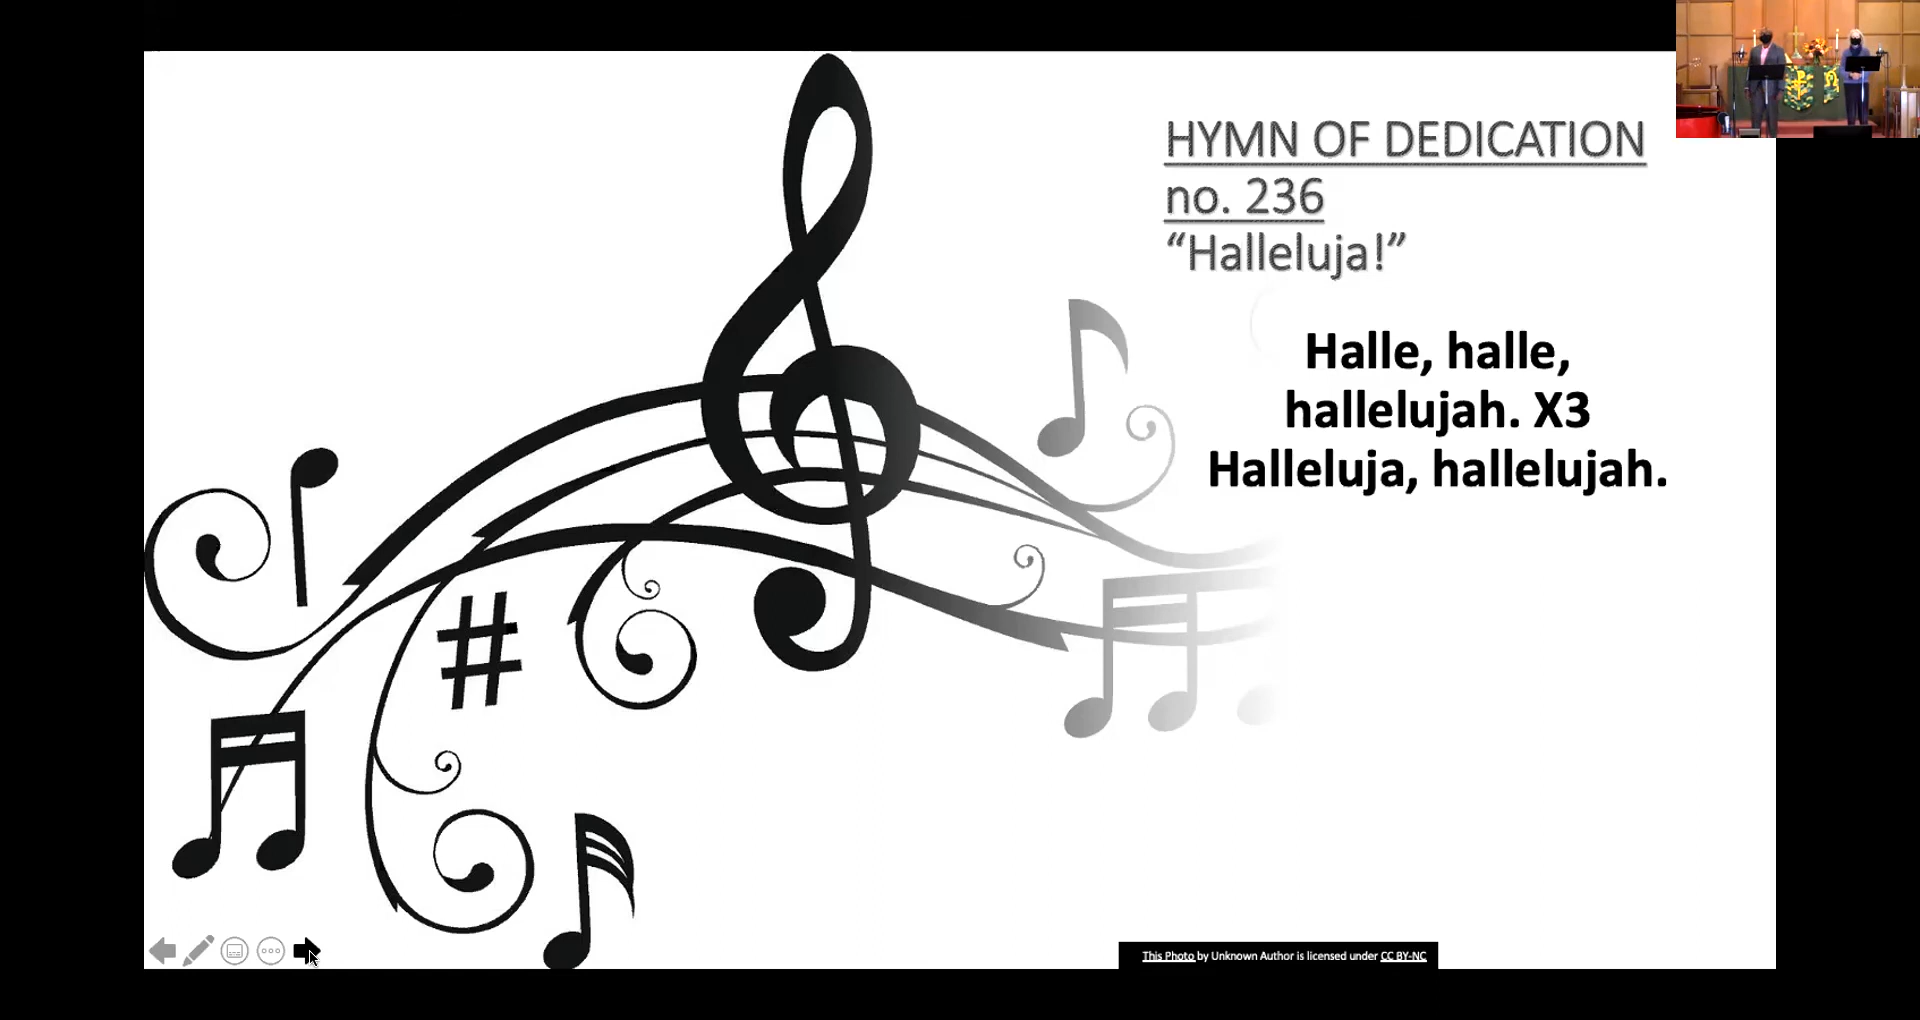 HYMN OF DEDICATION
no. 236
“Halleluja!”
Halle, halle,
hallelujah. X3
Halleluja, hallelujah.
This Photo by Unknown Author is licensed under CC BY-NC